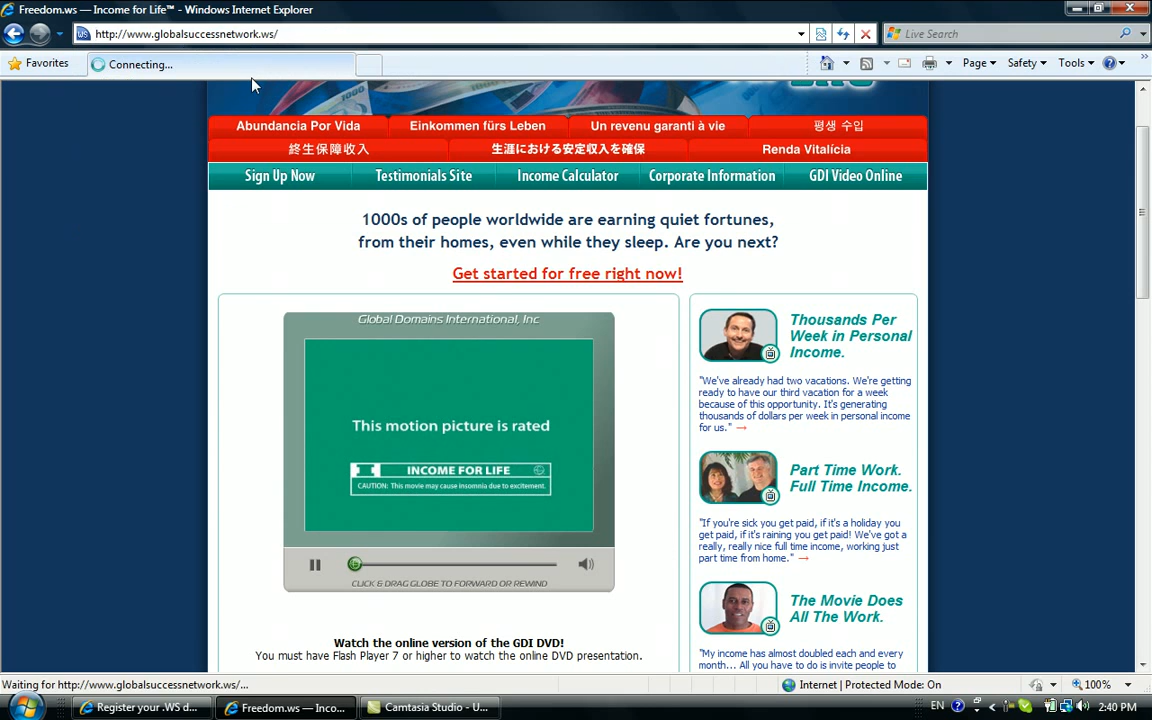 Freedom.ws — Income for Life™ - Windows Internet Explorer
http://www.globalsuccessnetwork.ws/
Live Search
Favorites
Connecting...
Page
Safety
Tools
Abundancia Por Vida
Einkommen fürs Leben
Un revenu garanti à vie
평생 수입
終生保障收入
生涯における安定収入を確保
Renda Vitalícia
Sign Up Now
Testimonials Site
Income Calculator
Corporate Information
GDI Video Online
1000s of people worldwide are earning quiet fortunes,
from their homes, even while they sleep. Are you next?
Get started for free right now!
Global Domains International, Inc
This motion picture is rated
INCOME FOR LIFE
CAUTION: This movie may cause insomnia due to excitement.
CLICK & DRAG GLOBE TO FORWARD OR REWIND
Watch the online version of the GDI DVD!
You must have Flash Player 7 or higher to watch the online DVD presentation.
Thousands Per
Week in Personal
Income.
"We've already had two vacations. We're getting
ready to have our third vacation for a week
because of this opportunity. It's generating
thousands of dollars per week in personal income
for us." →
Part Time Work.
Full Time Income.
"If you're sick you get paid, if it's a holiday you
get paid, if it's raining you get paid! We've got a
really, really nice full time income, working just
part time from home." →
The Movie Does
All The Work.
"My income has almost doubled each and every
month... All you have to do is invite people to
Waiting for http://www.globalsuccessnetwork.ws/...
Internet | Protected Mode: On
100%
Register your .WS d...
Freedom.ws — Inco...
Camtasia Studio - U...
EN
2:40 PM